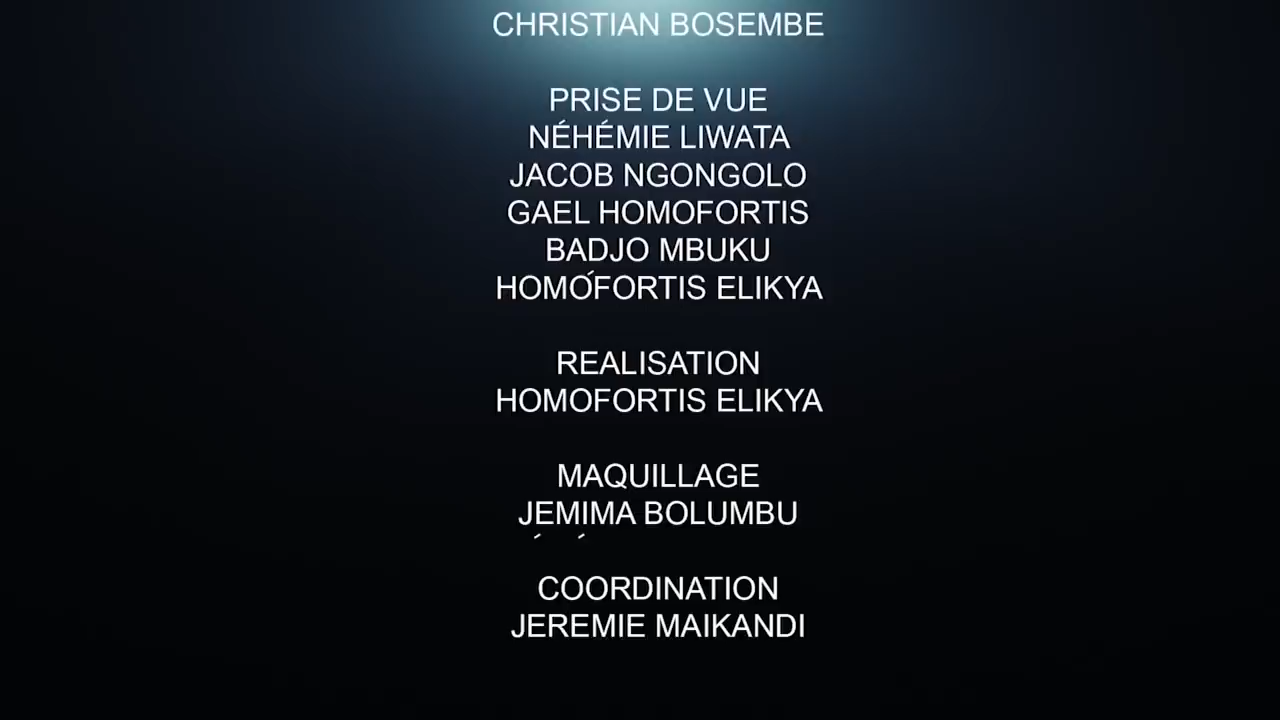 CHRISTIAN BOSEMBE
PRISE DE VUE
NÉHÉMIE LIWATA
JACOB NGONGOLO
GAEL HOMOFORTIS
BADJO MBUKU
HOMOFORTIS ELIKYA
REALISATION
HOMOFORTIS ELIKYA
MAQUILLAGE
JEMIMA BOLUMBU
COORDINATION
JEREMIE MAIKANDI